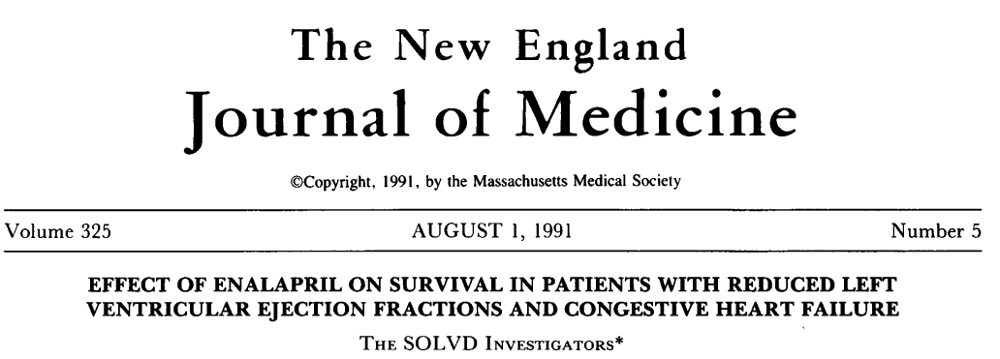 The New England
Journal of Medicine
©Copyright, 1991, by the Massachusetts Medical Society
Volume 325 AUGUST 1, 1991 Number 5
EFFECT OF ENALAPRIL ON SURVIVAL IN PATIENTS WITH REDUCED LEFT
VENTRICULAR EJECTION FRACTIONS AND CONGESTIVE HEART FAILURE
THE SOLVD INVESTIGATORS*